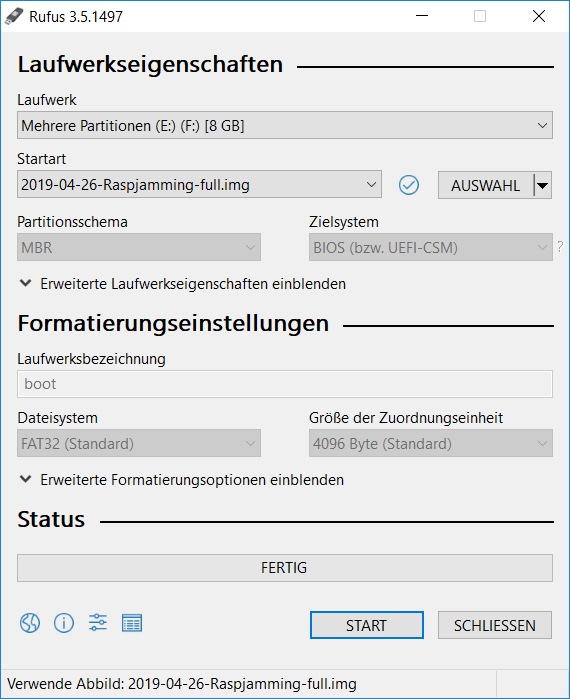 Rufus 3.5.1497
Laufwerkseigenschaften
Laufwerk
Mehrere Partitionen (E:) (F:) [8 GB]
Startart
2019-04-26-Raspjamming-full.img
AUSWAHL
Partitionsschema
Zielsystem
MBR
BIOS (bzw. UEFI-CSM)
?
Erweiterte Laufwerkseigenschaften einblenden
Formatierungseinstellungen
Laufwerksbezeichnung
boot
Dateisystem
Größe der Zuordnungseinheit
FAT32 (Standard)
4096 Byte (Standard)
Erweiterte Formatierungsoptionen einblenden
Status
FERTIG
START
SCHLIESSEN
Verwende Abbild: 2019-04-26-Raspjamming-full.img